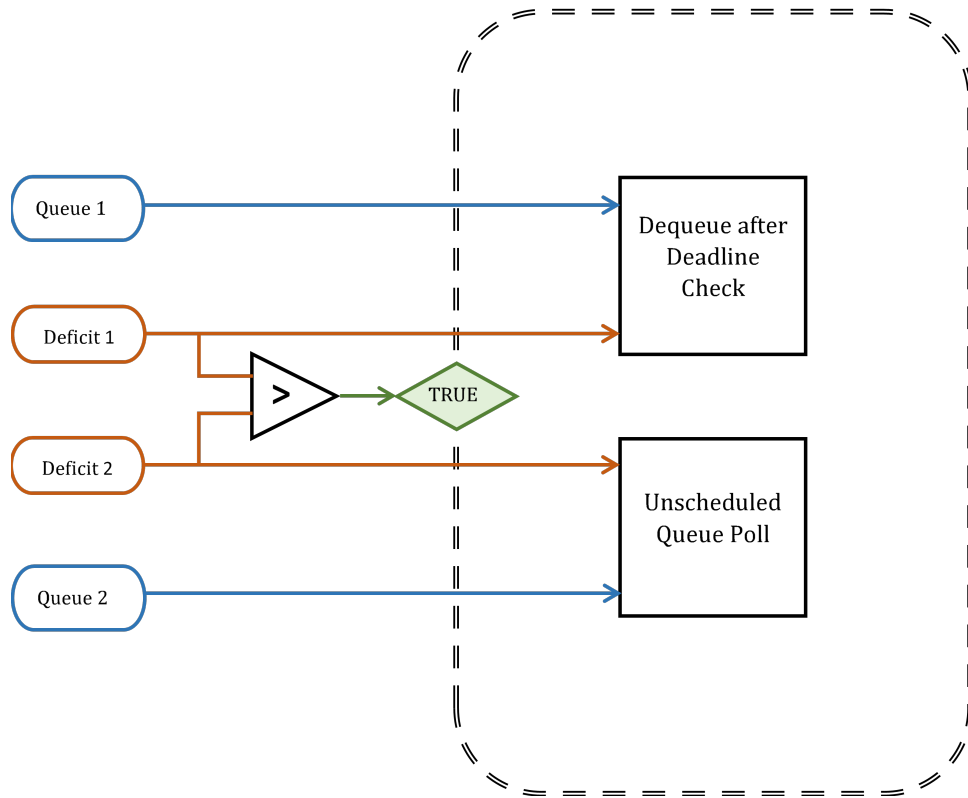 Queue 1
Dequeue after
Deadline
Check
Deficit 1
>
TRUE
Deficit 2
Unscheduled
Queue Poll
Queue 2